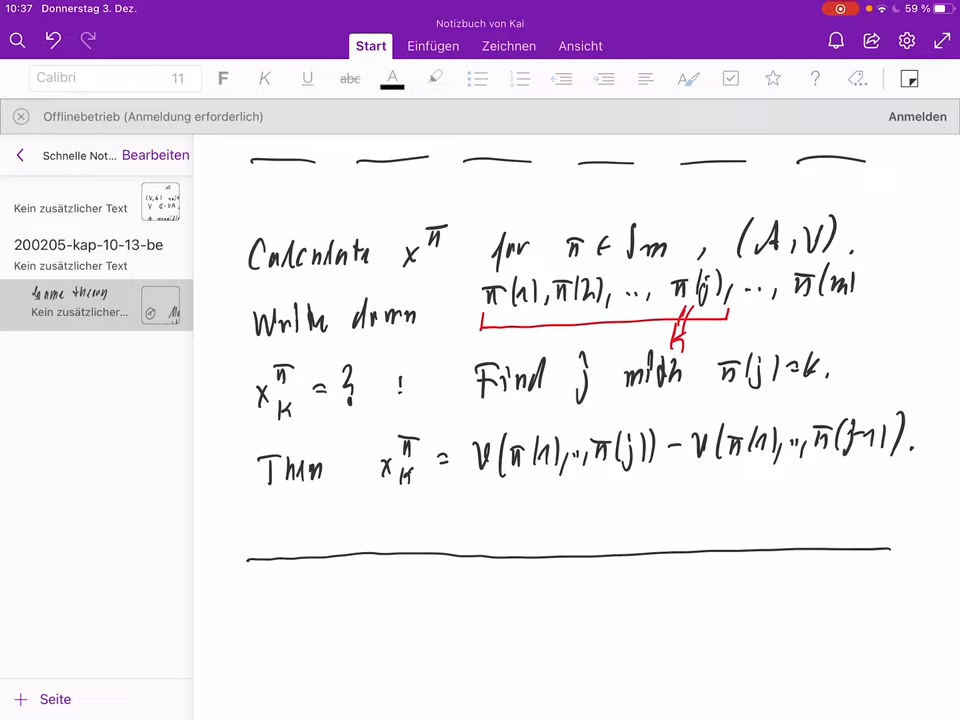 10:37 Donnerstag 3. Dez. 59 %
Notizbuch von Kai
Start Einfügen Zeichnen Ansicht
Calibri 11 F K U abc A
Offlinebetrieb (Anmeldung erforderlich) Anmelden
Schnelle Not... Bearbeiten
Kein zusätzlicher Text
200205-kap-10-13-be
Kein zusätzlicher Text
Kein zusätzlicher...
Seite
Calculate x^π for π ∈ S_m, (A, V).
Write down π(1), π(2), .., π(j), .., π(m)
k
x_k^π = ? ! Find j with π(j) = k.
Then x_k^π = V(π(1), .., π(j)) - V(π(1), .., π(j-1)).